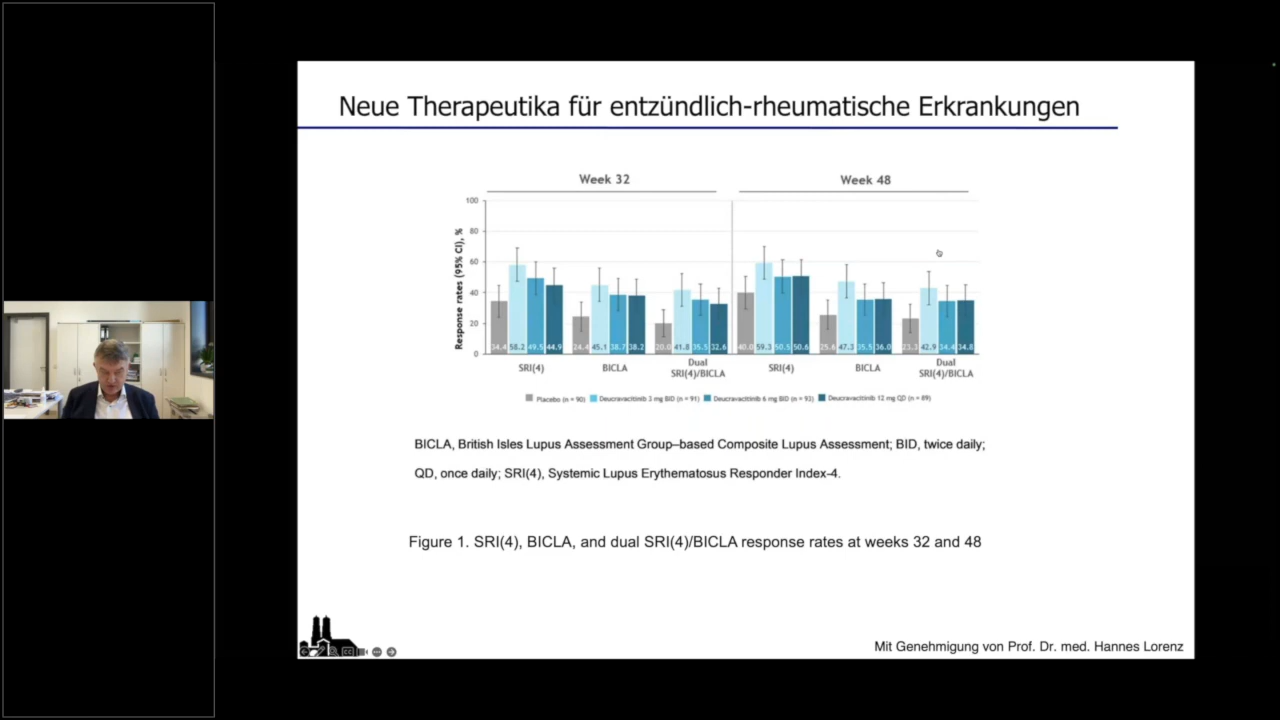 Neue Therapeutika für entzündlich-rheumatische Erkrankungen
Week 32
Week 48
Response rates (95% CI), %
100
80
60
40
20
0
34.4 58.2 49.5 44.9
24.4 45.1 38.7 38.2
20.0 41.8 35.5 32.6
40.0 59.3 50.5 50.6
25.6 47.3 35.5 36.0
23.3 42.9 34.4 34.8
SRI(4)
BICLA
Dual
SRI(4)/BICLA
SRI(4)
BICLA
Dual
SRI(4)/BICLA
Placebo (n = 90)
Deucravacitinib 3 mg BID (n = 91)
Deucravacitinib 6 mg BID (n = 93)
Deucravacitinib 12 mg QD (n = 89)
BICLA, British Isles Lupus Assessment Group–based Composite Lupus Assessment; BID, twice daily;
QD, once daily; SRI(4), Systemic Lupus Erythematosus Responder Index-4.
Figure 1. SRI(4), BICLA, and dual SRI(4)/BICLA response rates at weeks 32 and 48
Mit Genehmigung von Prof. Dr. med. Hannes Lorenz